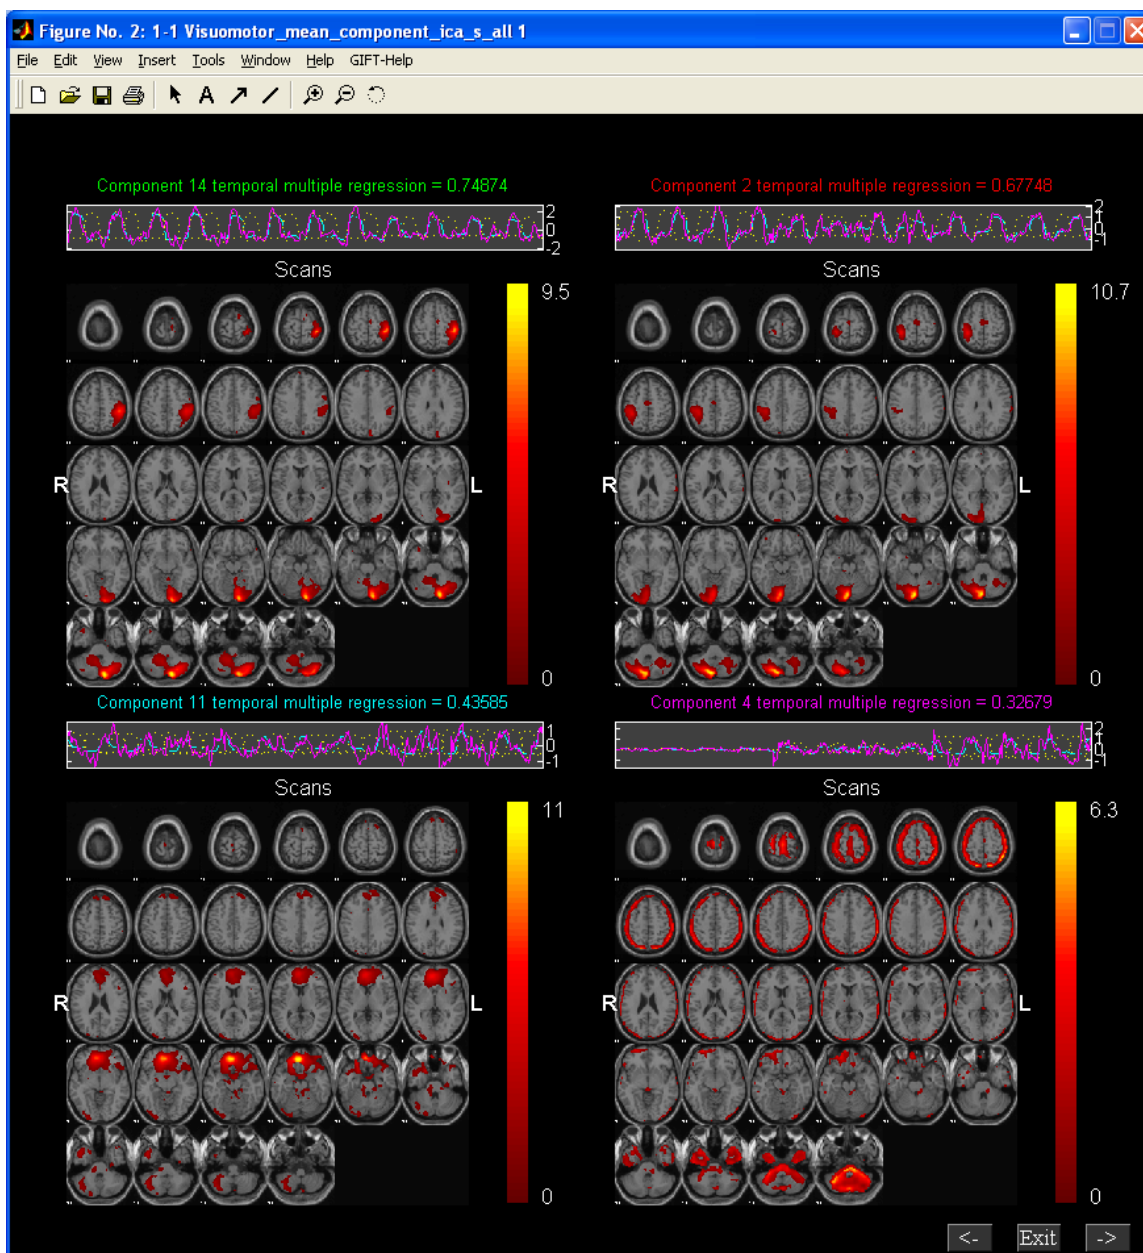 Figure No. 2: 1-1 Visuomotor_mean_component_ica_s_all 1
File Edit View Insert Tools Window Help GIFT-Help
A
Component 14 temporal multiple regression = 0.74874
2
0
-2
Scans
9.5
R
L
0
Component 2 temporal multiple regression = 0.67748
2
1
0
-1
Scans
10.7
R
L
0
Component 11 temporal multiple regression = 0.43585
1
0
-1
Scans
11
R
L
0
Component 4 temporal multiple regression = 0.32679
2
1
0
-1
Scans
6.3
R
L
0
<- Exit ->